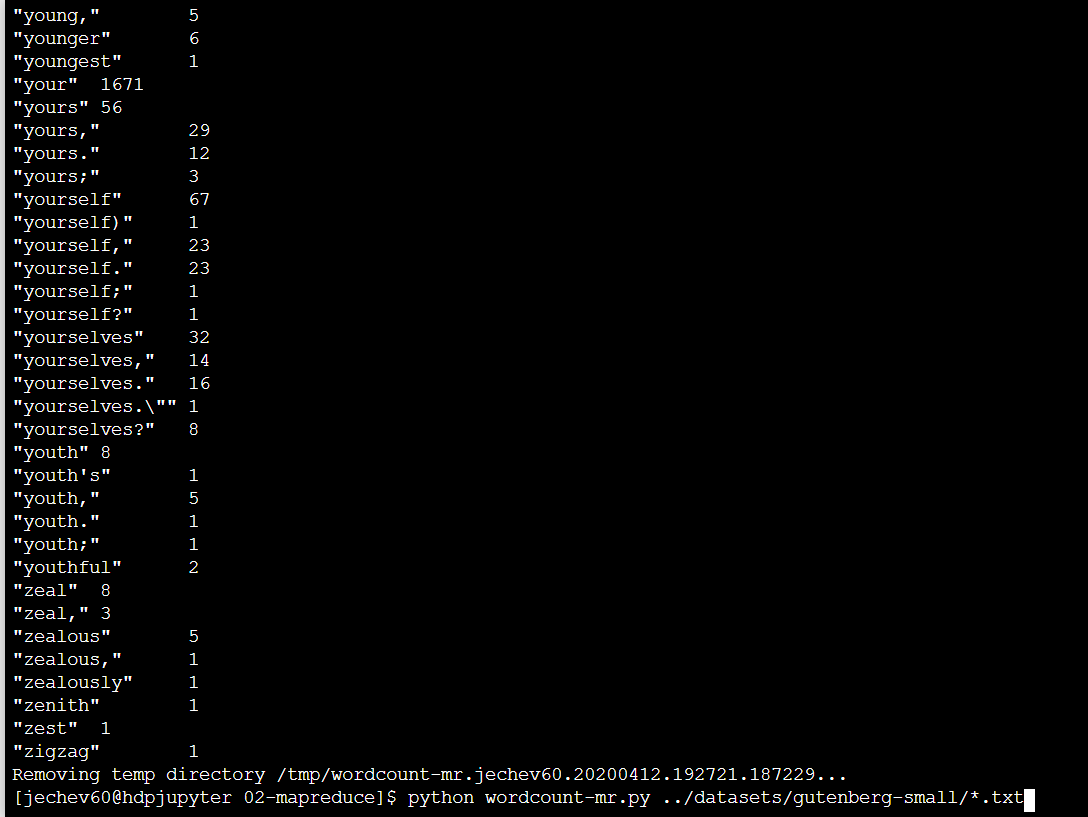 "young,"	5
"younger"	6
"youngest"	1
"your"	1671
"yours"	56
"yours,"	29
"yours."	12
"yours;"	3
"yourself"	67
"yourself)"	1
"yourself,"	23
"yourself."	23
"yourself;"	1
"yourself?"	1
"yourselves"	32
"yourselves,"	14
"yourselves."	16
"yourselves.\""	1
"yourselves?"	8
"youth"	8
"youth's"	1
"youth,"	5
"youth."	1
"youth;"	1
"youthful"	2
"zeal"	8
"zeal,"	3
"zealous"	5
"zealous,"	1
"zealously"	1
"zenith"	1
"zest"	1
"zigzag"	1
Removing temp directory /tmp/wordcount-mr.jechev60.20200412.192721.187229...
[jechev60@hdpjupyter 02-mapreduce]$ python wordcount-mr.py ../datasets/gutenberg-small/*.txt